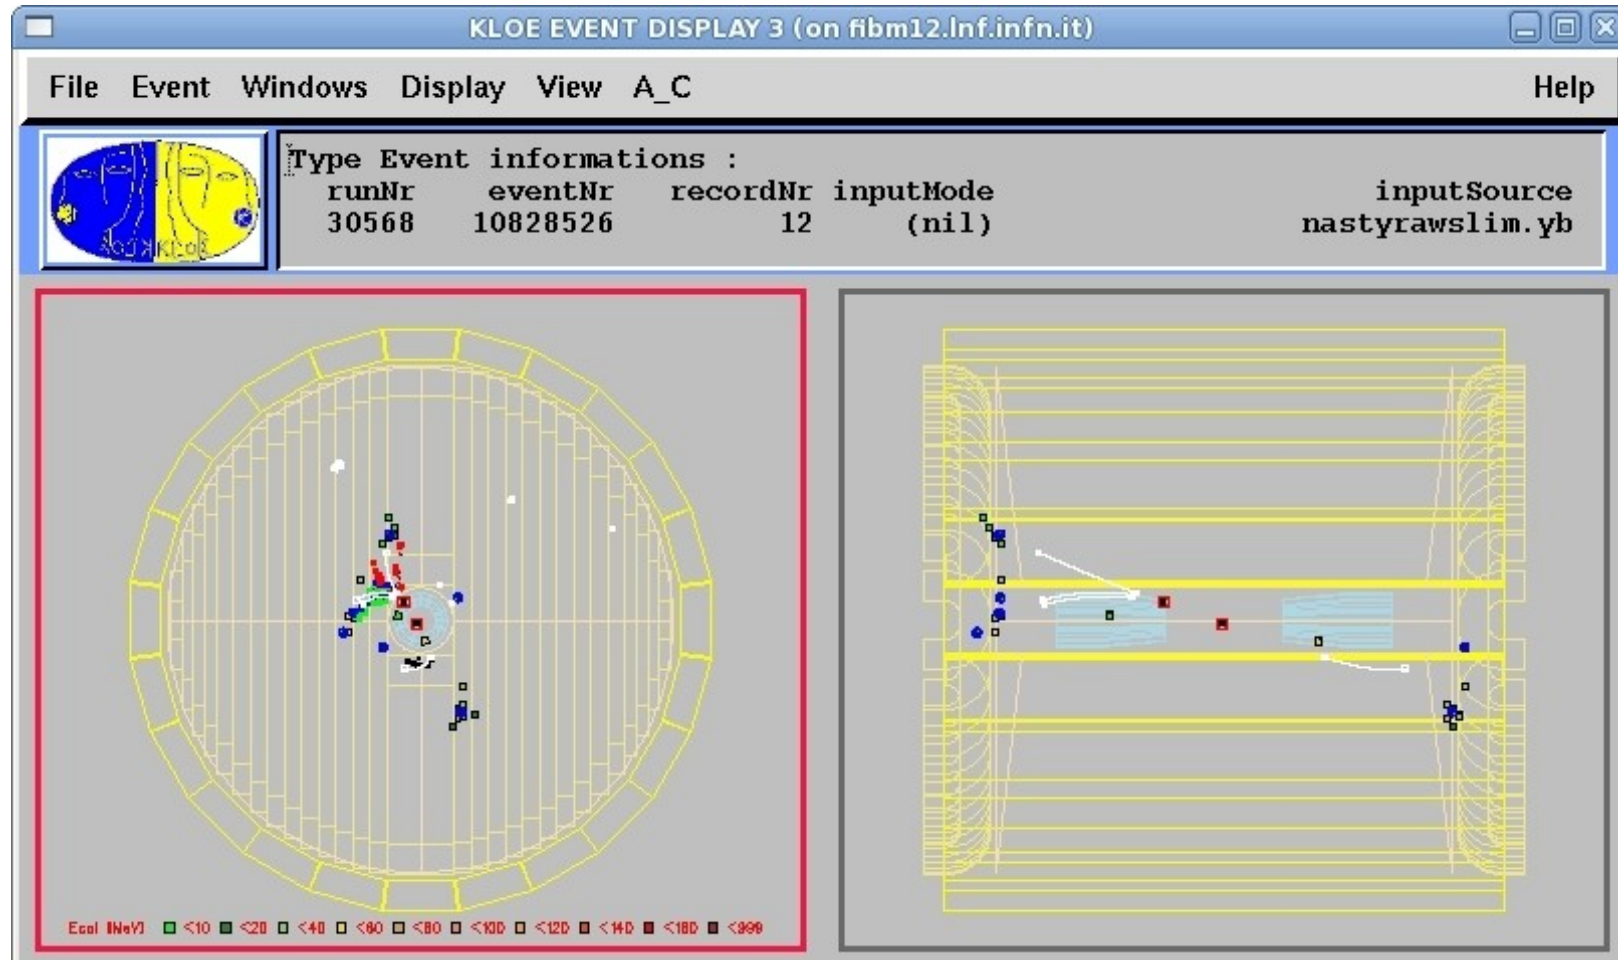 KLOE EVENT DISPLAY 3 (on fibm12.lnf.infn.it)
File Event Windows Display View A_C Help
Type Event informations :
runNr eventNr recordNr inputMode inputSource
30568 10828526 12 (nil) nastyrawslim.yb
<10 <20 <40 <60 <80 <100 <120 <140 <180 <999